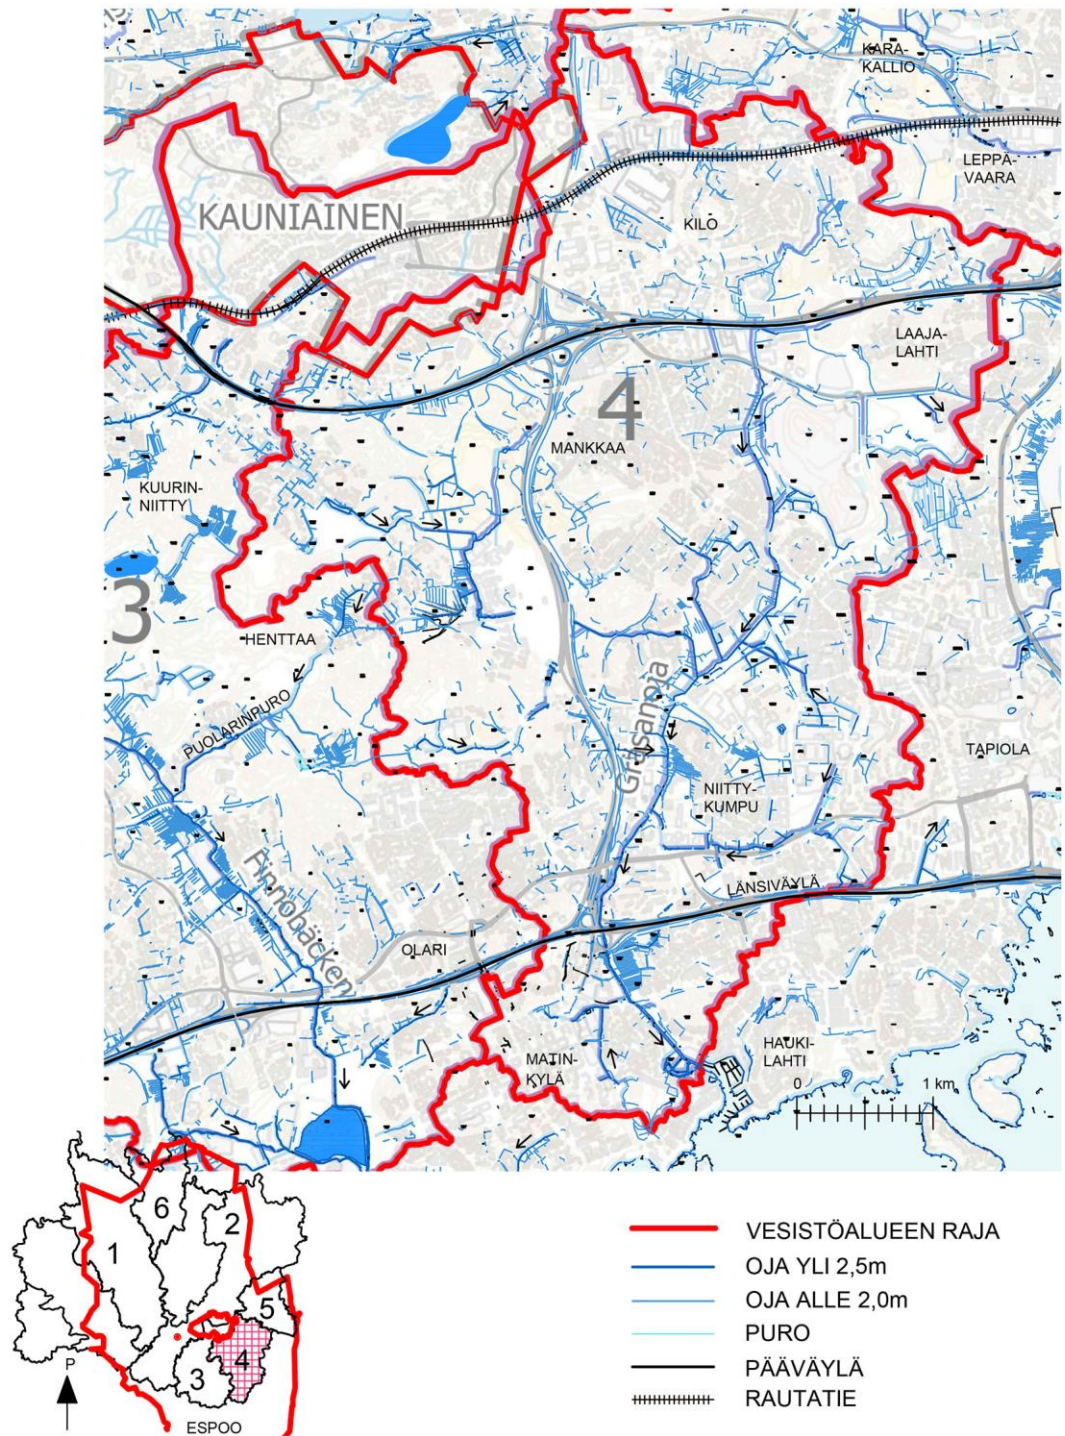 KARA-
KALLIO
LEPPÄ-
VAARA
KAUNIAINEN
KILO
LAAJA-
LAHTI
4
MANKKAA
KUURIN-
NIITTY
3
HENTTAA
PUOLARINPURO
Gräsanoja
TAPIOLA
NIITTY-
KUMPU
Finnobäcken
LÄNSIVÄYLÄ
OLARI
MATIN-
KYLÄ
HAUKI-
LAHTI
0 1 km
6
2
1
5
4
3
P
ESPOO
VESISTÖALUEEN RAJA
OJA YLI 2,5m
OJA ALLE 2,0m
PURO
PÄÄVÄYLÄ
RAUTATIE